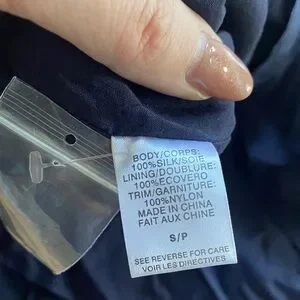 BODY/CORPS:
100%SILK/SOIE
LINING/DOUBLURE:
100%ECOVERO
TRIM/GARNITURE:
100%NYLON
MADE IN CHINA
FAIT AUX CHINE
S/P
SEE REVERSE FOR CARE
VOIR LES DIRECTIVES